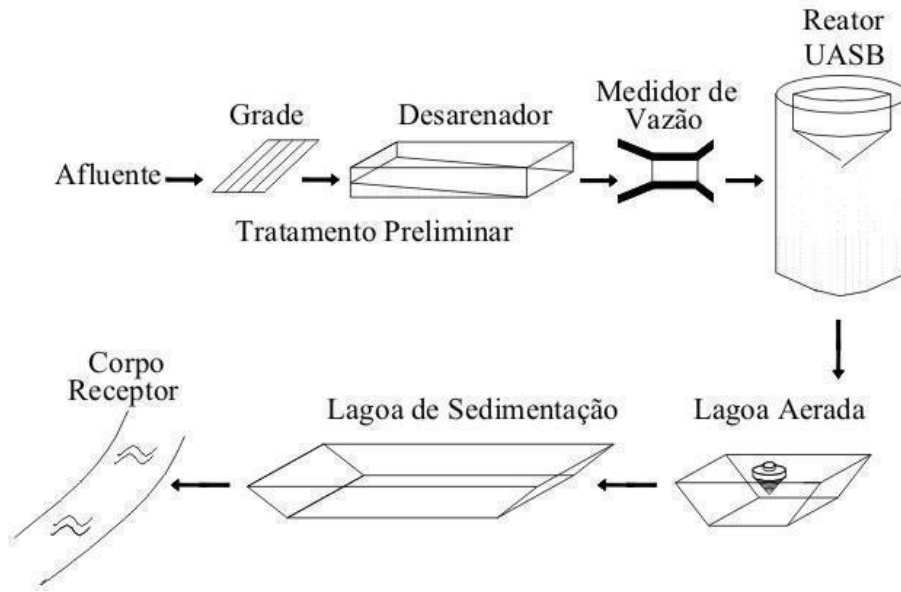 Reator
UASB
Medidor de
Vazão
Grade
Desarenador
Afluente
Tratamento Preliminar
Corpo
Receptor
Lagoa de Sedimentação
Lagoa Aerada